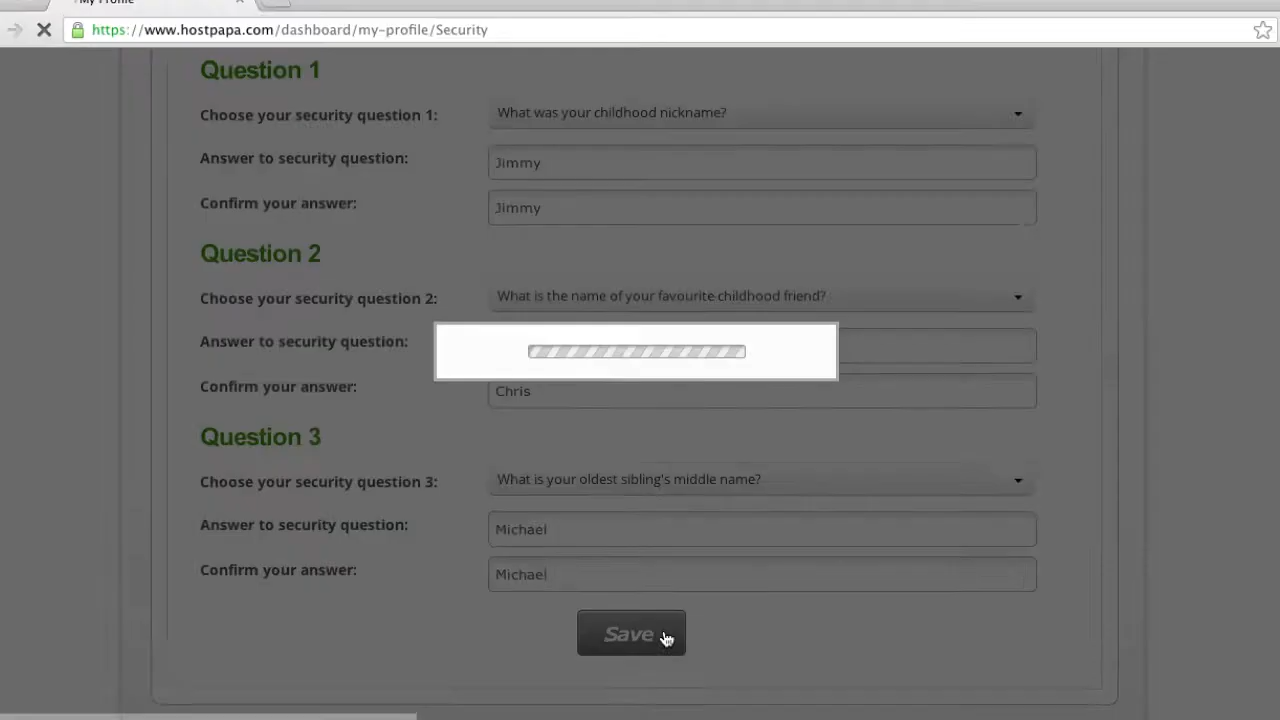 My Profile
https://www.hostpapa.com/dashboard/my-profile/Security
Question 1
Choose your security question 1: What was your childhood nickname?
Answer to security question: Jimmy
Confirm your answer: Jimmy
Question 2
Choose your security question 2: What is the name of your favourite childhood friend?
Answer to security question:
Confirm your answer: Chris
Question 3
Choose your security question 3: What is your oldest sibling's middle name?
Answer to security question: Michael
Confirm your answer: Michael
Save